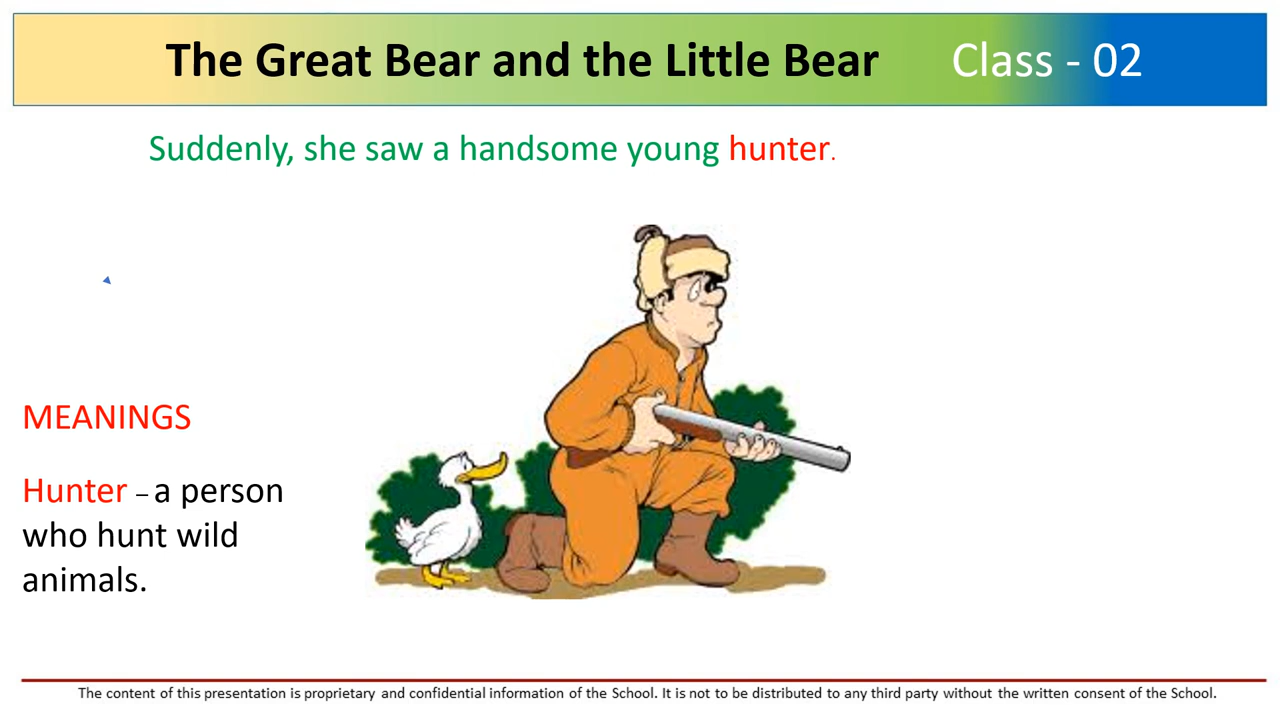 The Great Bear and the Little Bear Class - 02
Suddenly, she saw a handsome young hunter.
MEANINGS
Hunter – a person
who hunt wild
animals.
The content of this presentation is proprietary and confidential information of the School. It is not to be distributed to any third party without the written consent of the School.